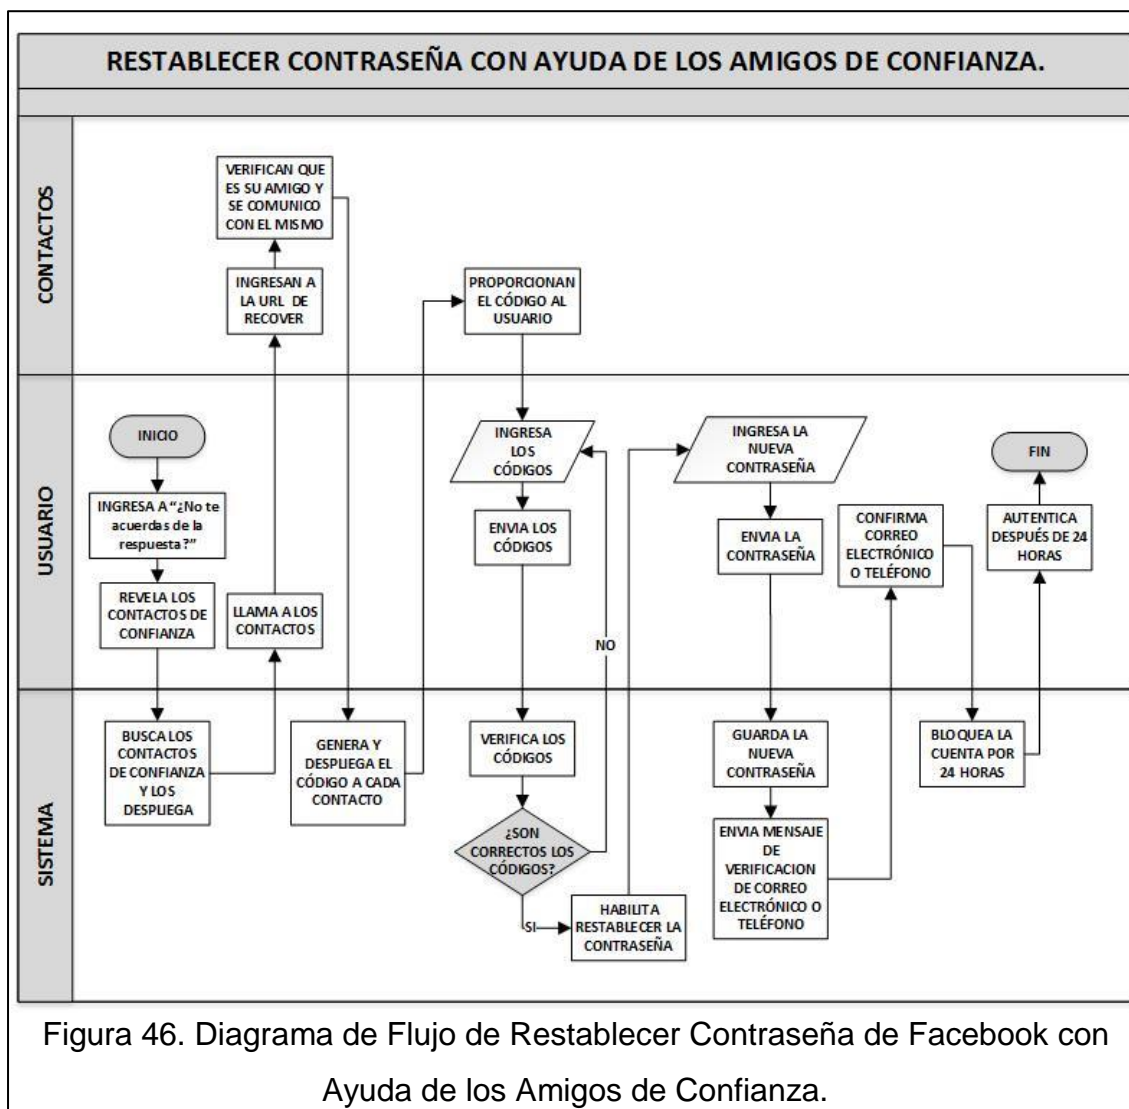 RESTABLECER CONTRASEÑA CON AYUDA DE LOS AMIGOS DE CONFIANZA.
CONTACTOS
VERIFICAN QUE
ES SU AMIGO Y
SE COMUNICO
CON EL MISMO
INGRESAN A
LA URL DE
RECOVER
PROPORCIONAN
EL CÓDIGO AL
USUARIO
USUARIO
INICIO
INGRESA A “¿No te
acuerdas de la
respuesta?”
REVELA LOS
CONTACTOS DE
CONFIANZA
LLAMA A LOS
CONTACTOS
INGRESA
LOS
CÓDIGOS
ENVIA LOS
CÓDIGOS
NO
INGRESA LA
NUEVA
CONTRASEÑA
ENVIA LA
CONTRASEÑA
CONFIRMA
CORREO
ELECTRÓNICO
O TELÉFONO
FIN
AUTENTICA
DESPUÉS DE 24
HORAS
SISTEMA
BUSCA LOS
CONTACTOS
DE CONFIANZA
Y LOS
DESPLIEGA
GENERA Y
DESPLIEGA EL
CÓDIGO A CADA
CONTACTO
VERIFICA LOS
CÓDIGOS
¿SON
CORRECTOS LOS
CÓDIGOS?
SI
HABILITA
RESTABLECER LA
CONTRASEÑA
GUARDA LA
NUEVA
CONTRASEÑA
ENVIA MENSAJE
DE
VERIFICACION
DE CORREO
ELECTRÓNICO O
TELÉFONO
BLOQUEA LA
CUENTA POR
24 HORAS
Figura 46. Diagrama de Flujo de Restablecer Contraseña de Facebook con
Ayuda de los Amigos de Confianza.